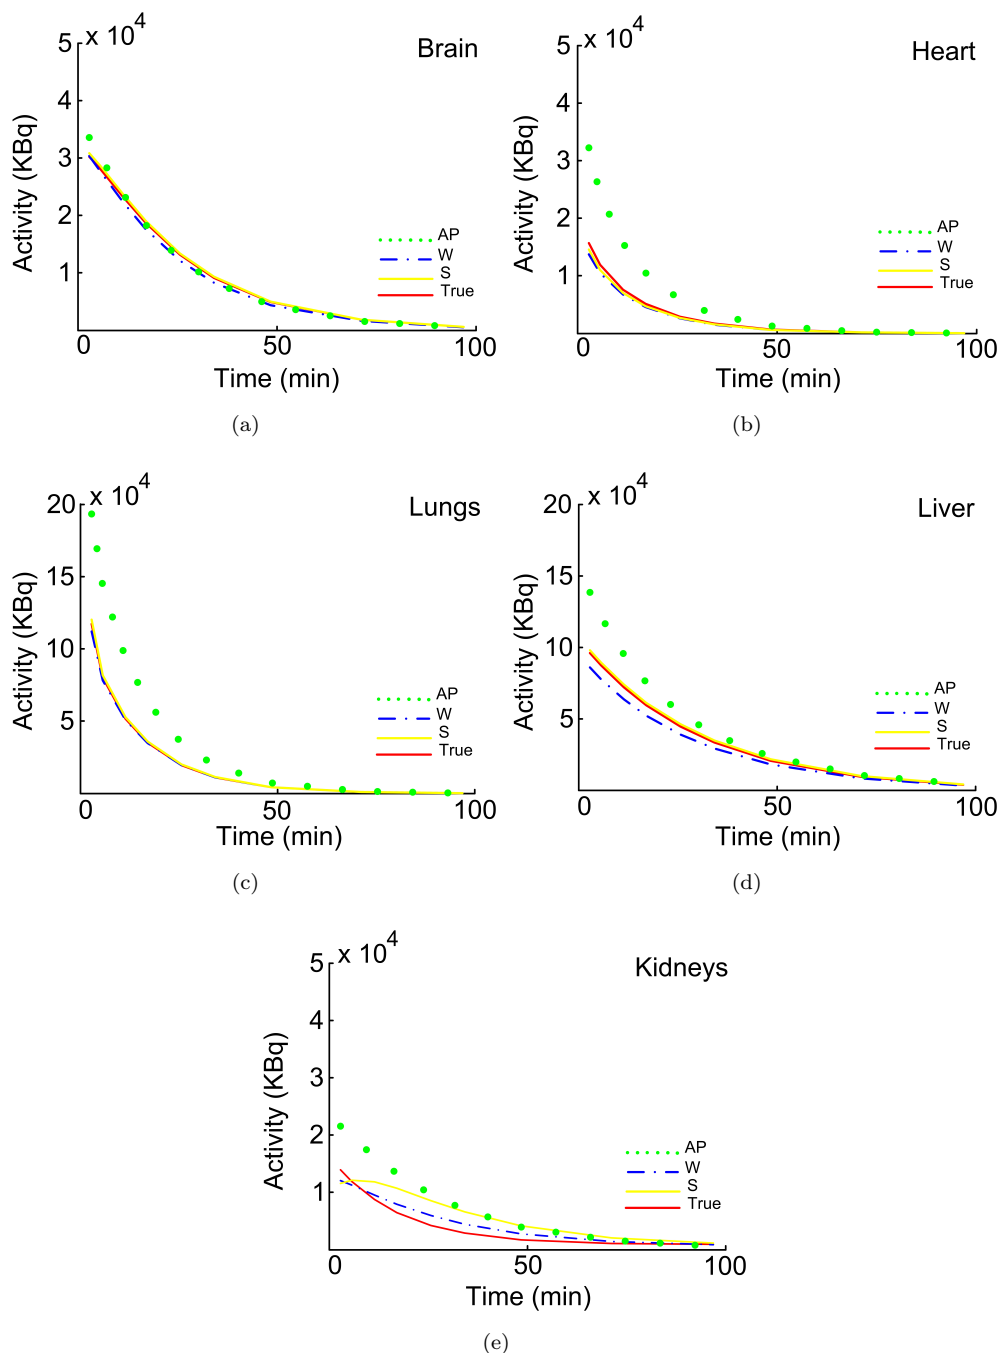 x 10^4
Brain
5
4
3
2
1
Activity (KBq)
AP
W
S
True
0
50
100
Time (min)
(a)
x 10^4
Heart
5
4
3
2
1
Activity (KBq)
AP
W
S
True
0
50
100
Time (min)
(b)
x 10^4
Lungs
20
15
10
5
Activity (KBq)
AP
W
S
True
0
50
100
Time (min)
(c)
x 10^4
Liver
20
15
10
5
Activity (KBq)
AP
W
S
True
0
50
100
Time (min)
(d)
x 10^4
Kidneys
5
4
3
2
1
Activity (KBq)
AP
W
S
True
0
50
100
Time (min)
(e)